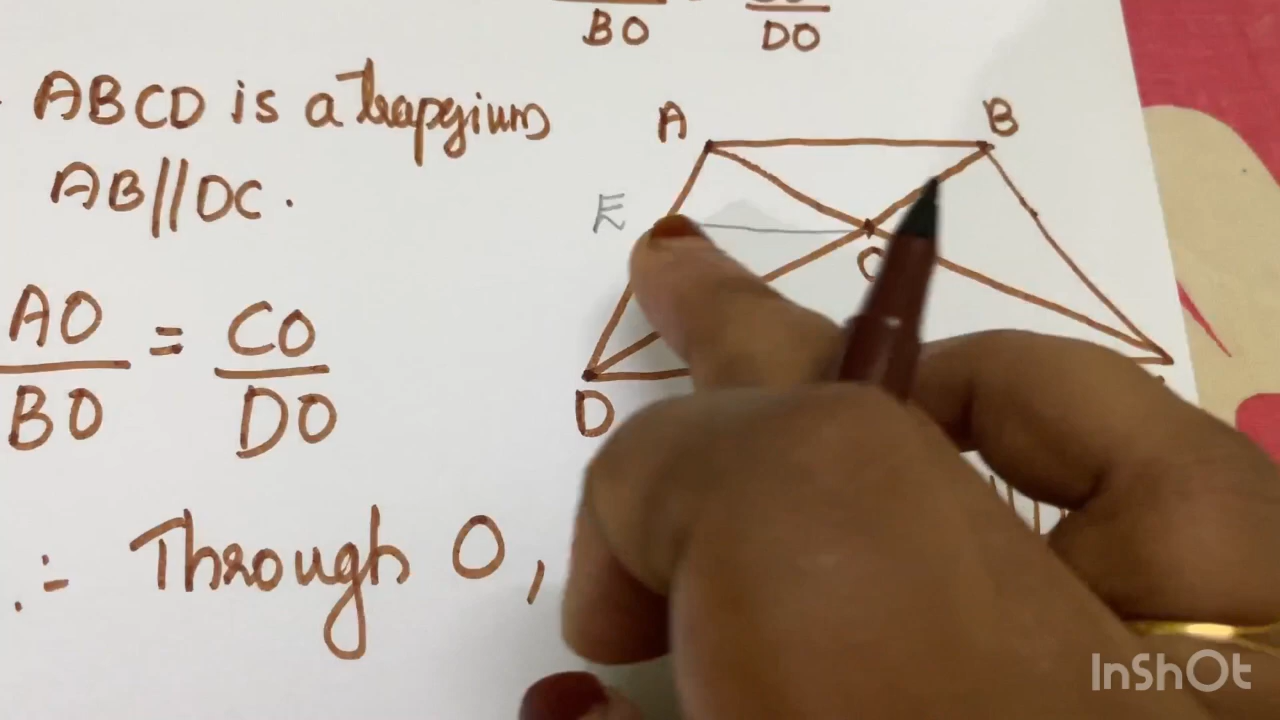 BO DO
ABCD is a trapezium
AB//DC.
A B
E
AO/BO = CO/DO
O
D
:- Through O,
InShOt